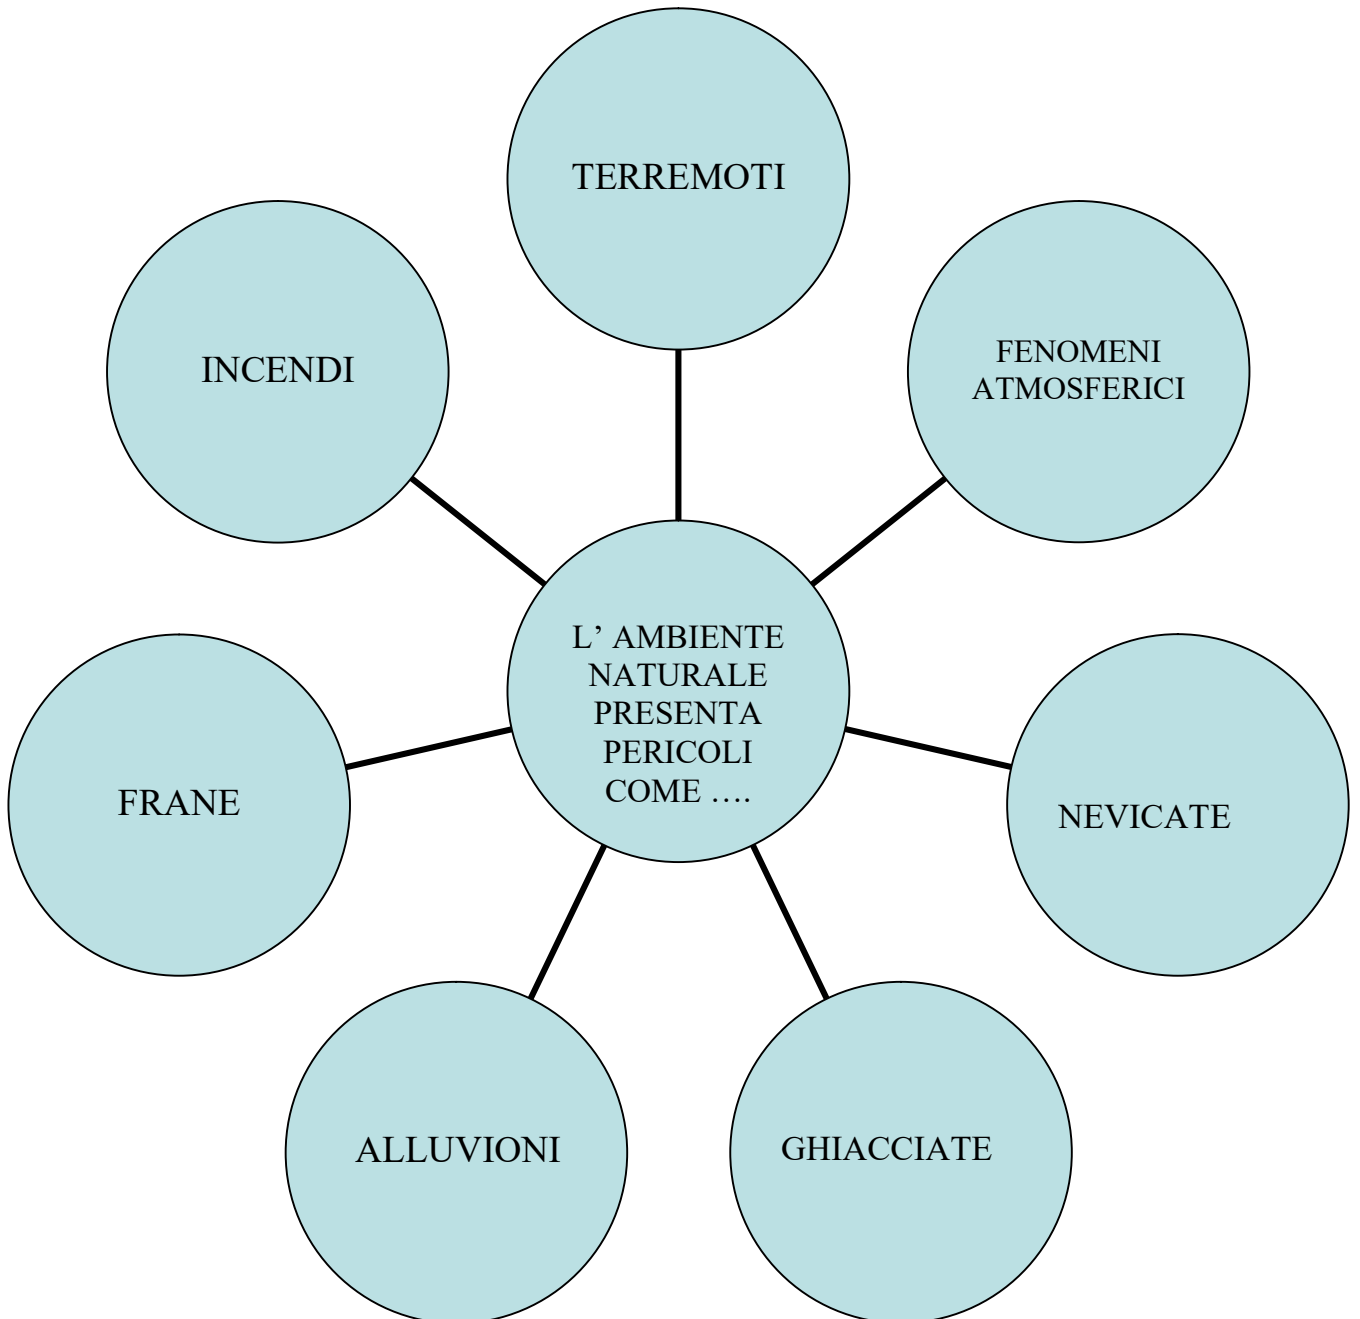 TERREMOTI
INCENDI
FENOMENI
ATMOSFERICI
L’ AMBIENTE
NATURALE
PRESENTA
PERICOLI
COME ….
FRANE
NEVICATE
ALLUVIONI
GHIACCIATE